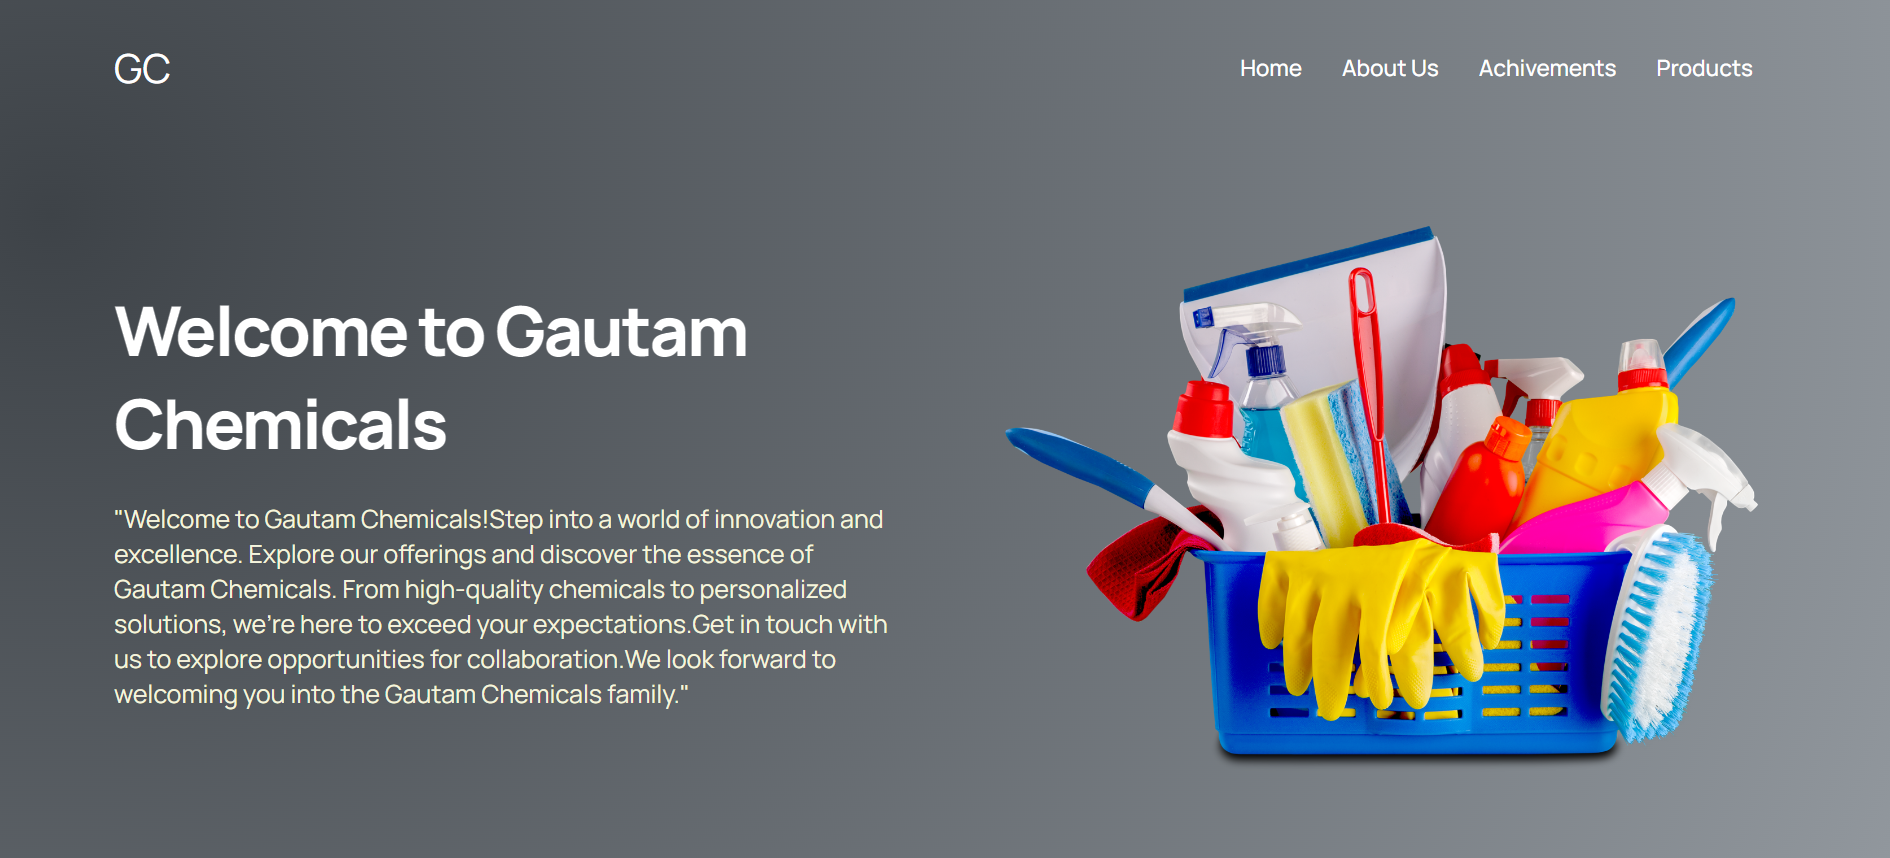 GC
Home About Us Achivements Products
Welcome to Gautam
Chemicals
"Welcome to Gautam Chemicals!Step into a world of innovation and
excellence. Explore our offerings and discover the essence of
Gautam Chemicals. From high-quality chemicals to personalized
solutions, we're here to exceed your expectations.Get in touch with
us to explore opportunities for collaboration.We look forward to
welcoming you into the Gautam Chemicals family."